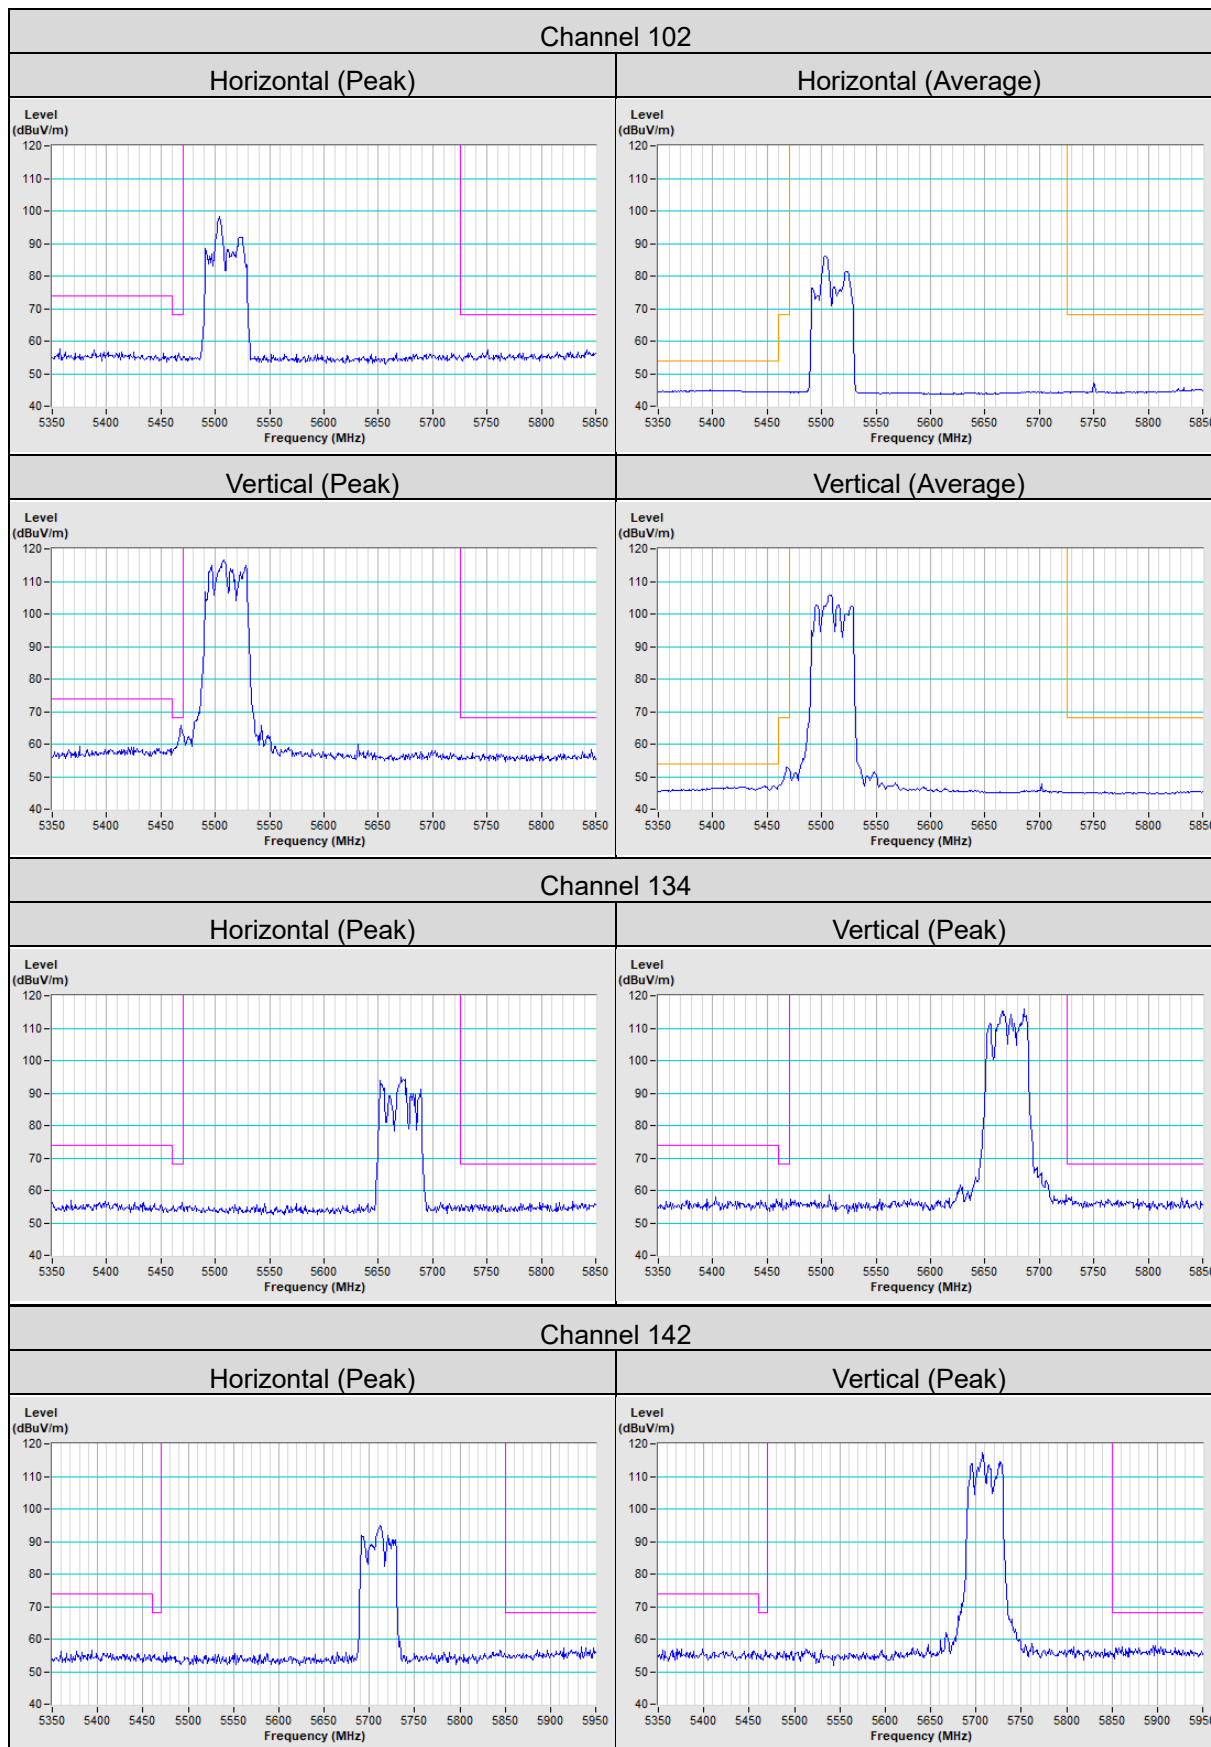 Channel 102
Horizontal (Peak)
Horizontal (Average)
Level
(dBuV/m)
120
110
100
90
80
70
60
50
40
5350 5400 5450 5500 5550 5600 5650 5700 5750 5800 5850
Frequency (MHz)
Level
(dBuV/m)
120
110
100
90
80
70
60
50
40
5350 5400 5450 5500 5550 5600 5650 5700 5750 5800 5850
Frequency (MHz)
Vertical (Peak)
Vertical (Average)
Level
(dBuV/m)
120
110
100
90
80
70
60
50
40
5350 5400 5450 5500 5550 5600 5650 5700 5750 5800 5850
Frequency (MHz)
Level
(dBuV/m)
120
110
100
90
80
70
60
50
40
5350 5400 5450 5500 5550 5600 5650 5700 5750 5800 5850
Frequency (MHz)
Channel 134
Horizontal (Peak)
Vertical (Peak)
Level
(dBuV/m)
120
110
100
90
80
70
60
50
40
5350 5400 5450 5500 5550 5600 5650 5700 5750 5800 5850
Frequency (MHz)
Level
(dBuV/m)
120
110
100
90
80
70
60
50
40
5350 5400 5450 5500 5550 5600 5650 5700 5750 5800 5850
Frequency (MHz)
Channel 142
Horizontal (Peak)
Vertical (Peak)
Level
(dBuV/m)
120
110
100
90
80
70
60
50
40
5350 5400 5450 5500 5550 5600 5650 5700 5750 5800 5850 5900 5950
Frequency (MHz)
Level
(dBuV/m)
120
110
100
90
80
70
60
50
40
5350 5400 5450 5500 5550 5600 5650 5700 5750 5800 5850 5900 5950
Frequency (MHz)